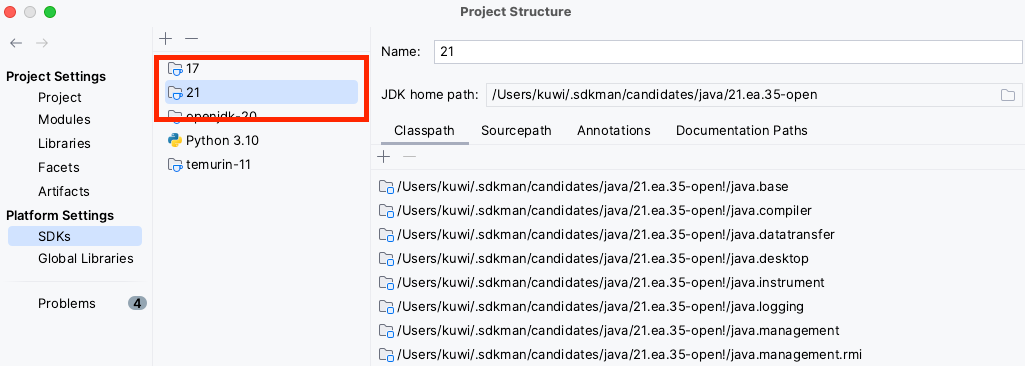 Project Structure
Project Settings
Project
Modules
Libraries
Facets
Artifacts
Platform Settings
SDKs
Global Libraries
Problems 4
17
21
openjdk-20
Python 3.10
temurin-11
Name: 21
JDK home path: /Users/kuwi/.sdkman/candidates/java/21.ea.35-open
Classpath Sourcepath Annotations Documentation Paths
/Users/kuwi/.sdkman/candidates/java/21.ea.35-open!/java.base
/Users/kuwi/.sdkman/candidates/java/21.ea.35-open!/java.compiler
/Users/kuwi/.sdkman/candidates/java/21.ea.35-open!/java.datatransfer
/Users/kuwi/.sdkman/candidates/java/21.ea.35-open!/java.desktop
/Users/kuwi/.sdkman/candidates/java/21.ea.35-open!/java.instrument
/Users/kuwi/.sdkman/candidates/java/21.ea.35-open!/java.logging
/Users/kuwi/.sdkman/candidates/java/21.ea.35-open!/java.management
/Users/kuwi/.sdkman/candidates/java/21.ea.35-open!/java.management.rmi